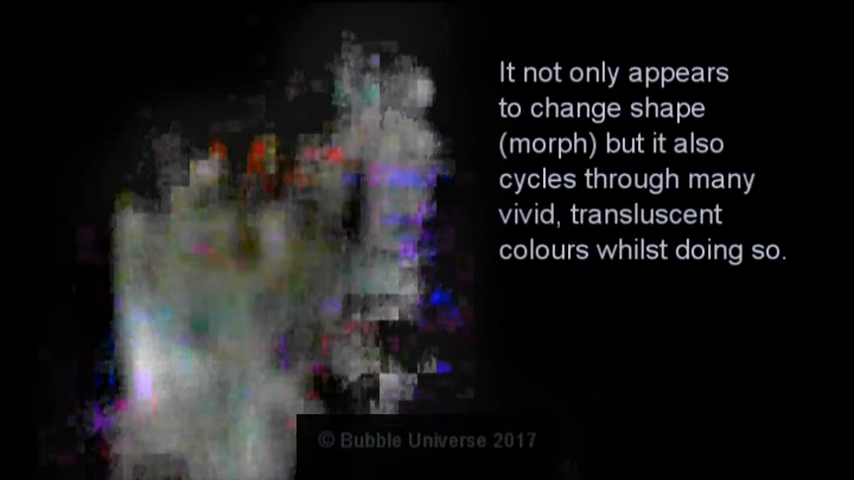 It not only appears
to change shape
(morph) but it also
cycles through many
vivid, transluscent
colours whilst doing so.
© Bubble Universe 2017